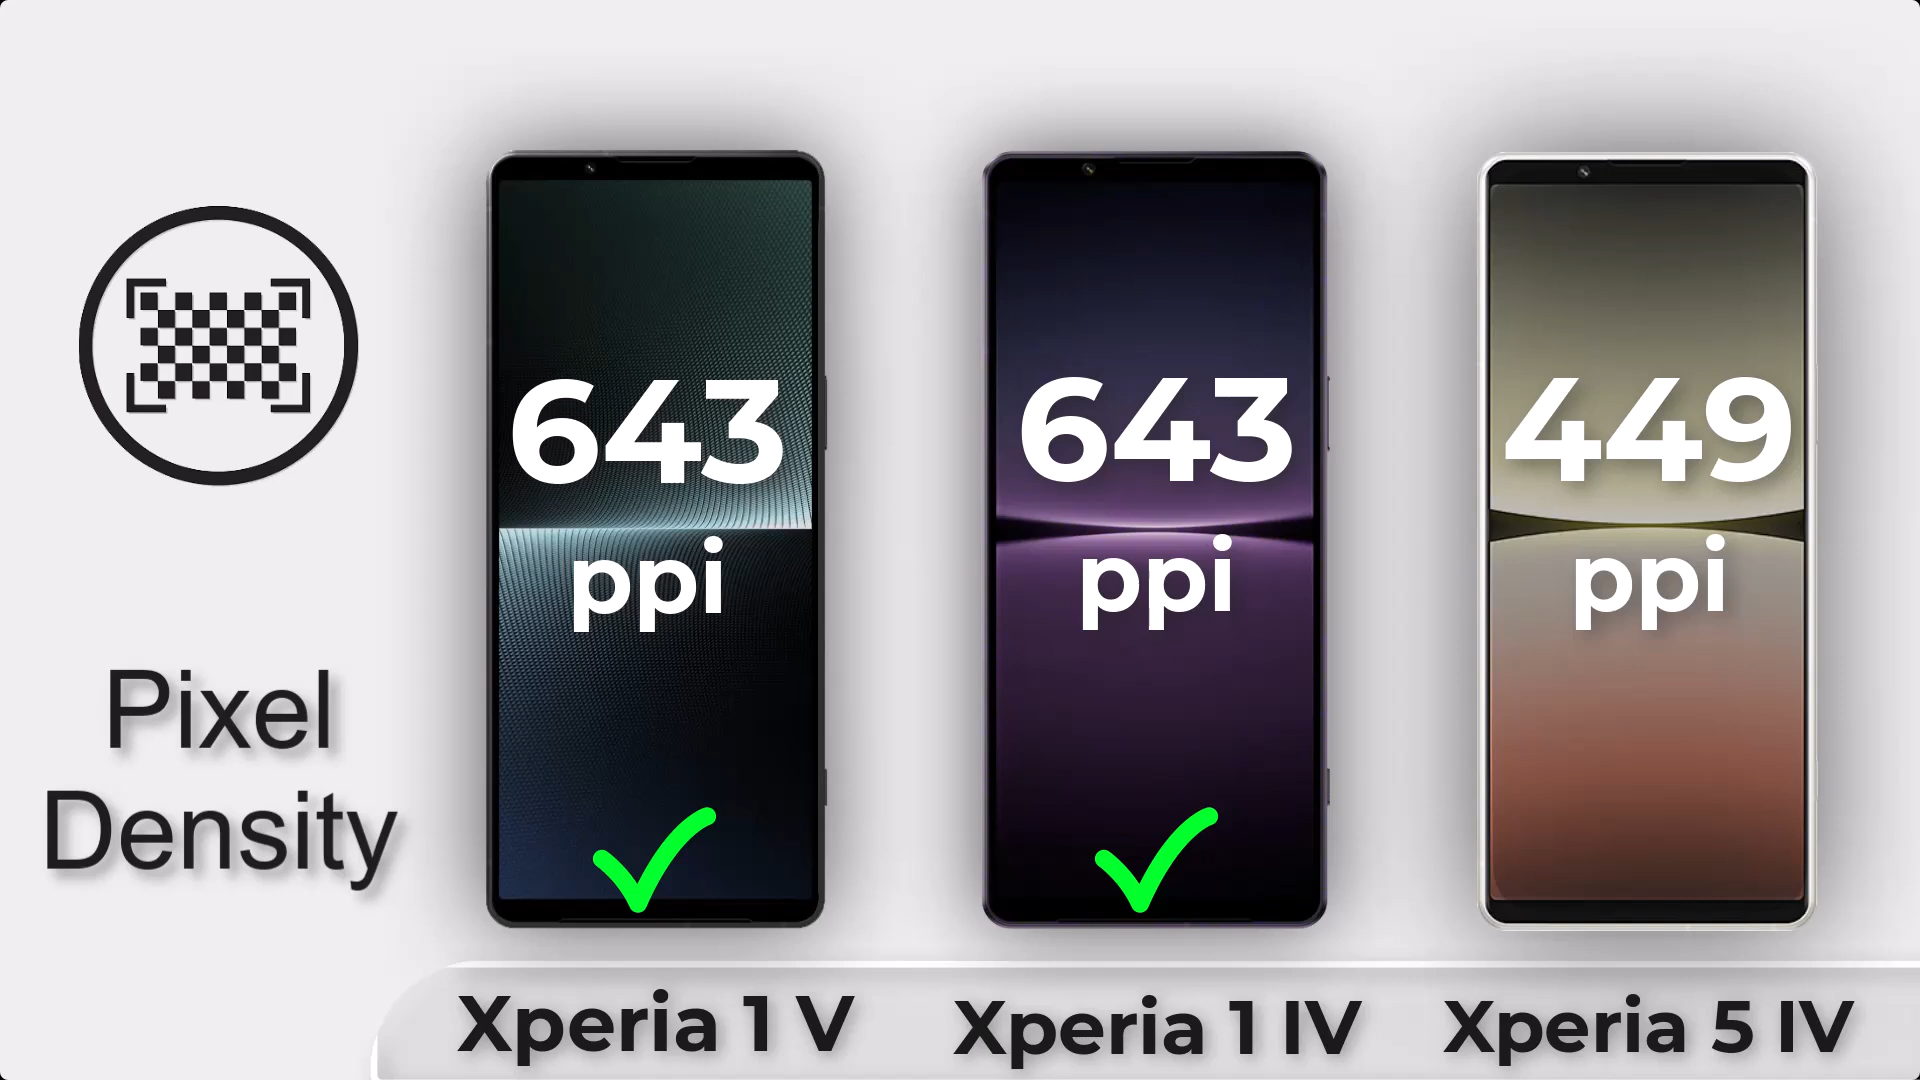 Pixel
Density
643
ppi
643
ppi
449
ppi
Xperia 1 V
Xperia 1 IV
Xperia 5 IV